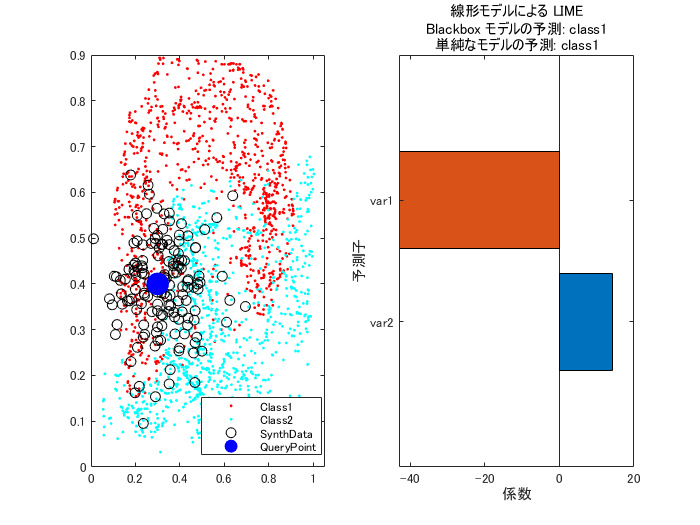 0.9
0.8
0.7
0.6
0.5
0.4
0.3
0.2
0.1
0
0
0.2
0.4
0.6
0.8
1
Class1
Class2
SynthData
QueryPoint
線形モデルによる LIME
Blackbox モデルの予測: class1
単純なモデルの予測: class1
予測子
var1
var2
-40
-20
0
20
係数